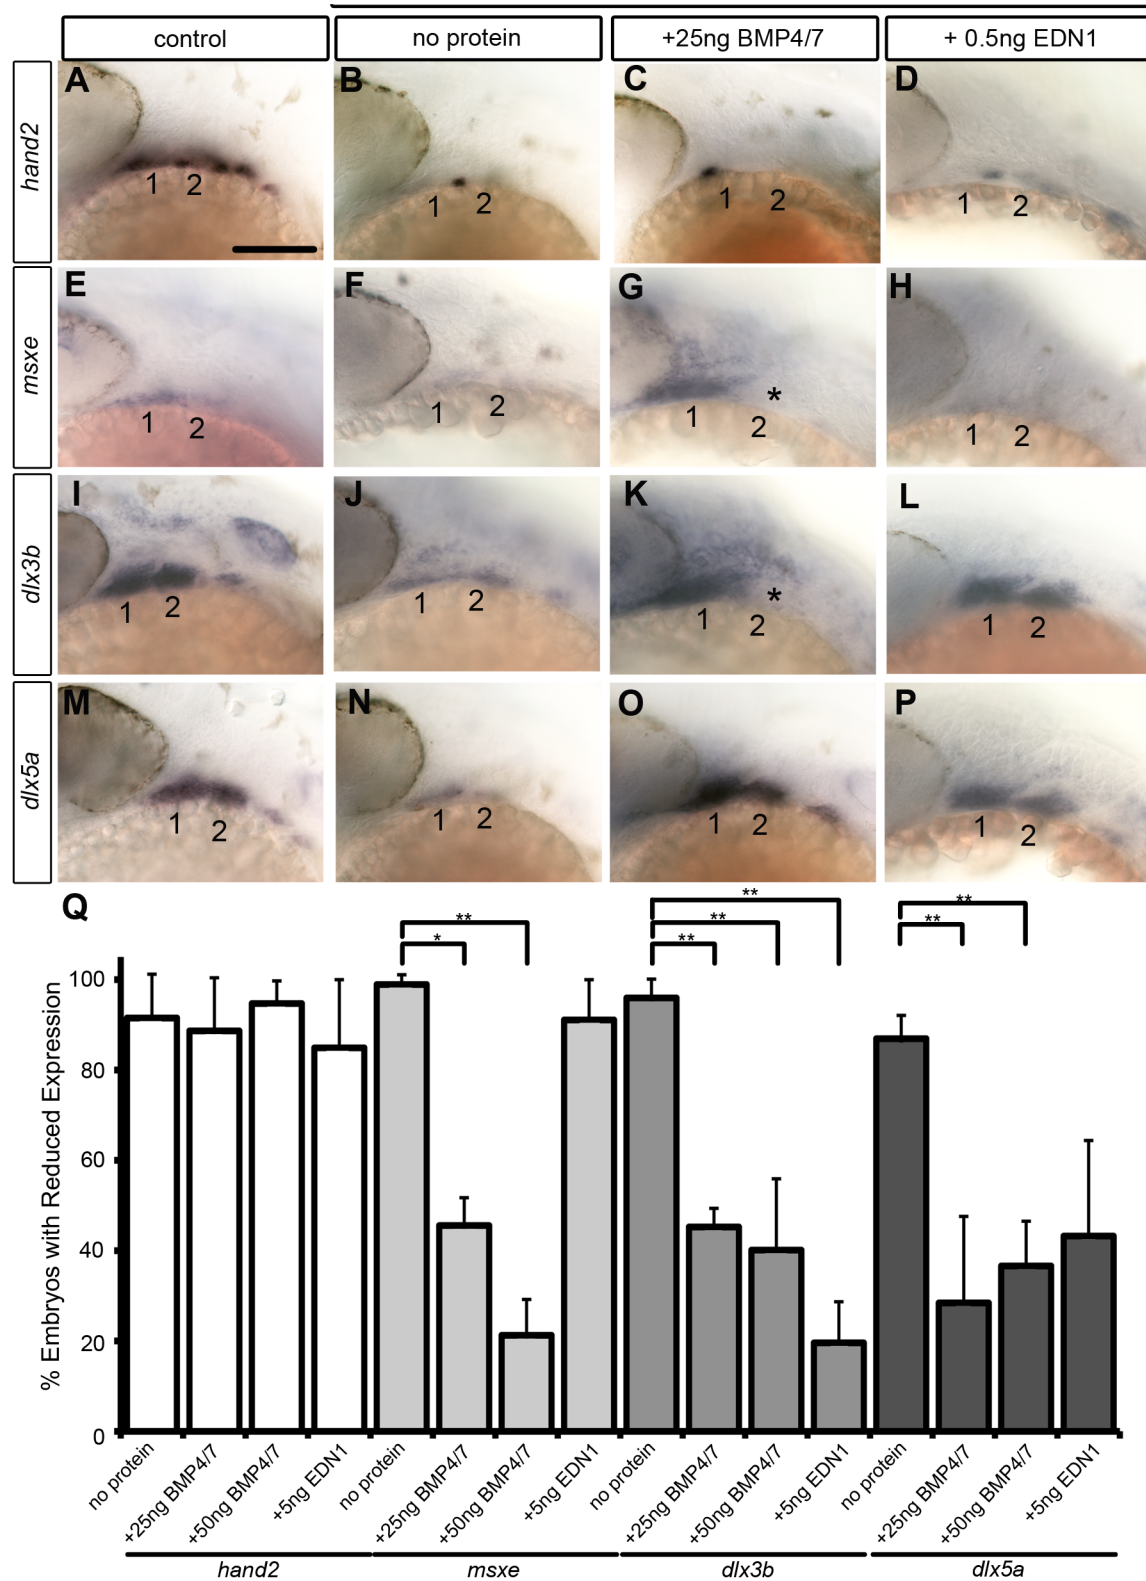 control
no protein
+25ng BMP4/7
+ 0.5ng EDN1
hand2
A
B
C
D
1 2
1 2
1 2
1 2
msxe
E
F
G
H
1 2
1 2
1 2 *
1 2
dlx3b
I
J
K
L
1 2
1 2
1 2 *
1 2
dlx5a
M
N
O
P
1 2
1 2
1 2
1 2
Q
** * ** ** ** ** **
% Embryos with Reduced Expression
100
80
60
40
20
0
no protein
+25ng BMP4/7
+50ng BMP4/7
+5ng EDN1
no protein
+25ng BMP4/7
+50ng BMP4/7
+5ng EDN1
no protein
+25ng BMP4/7
+50ng BMP4/7
+5ng EDN1
no protein
+25ng BMP4/7
+50ng BMP4/7
+5ng EDN1
hand2
msxe
dlx3b
dlx5a